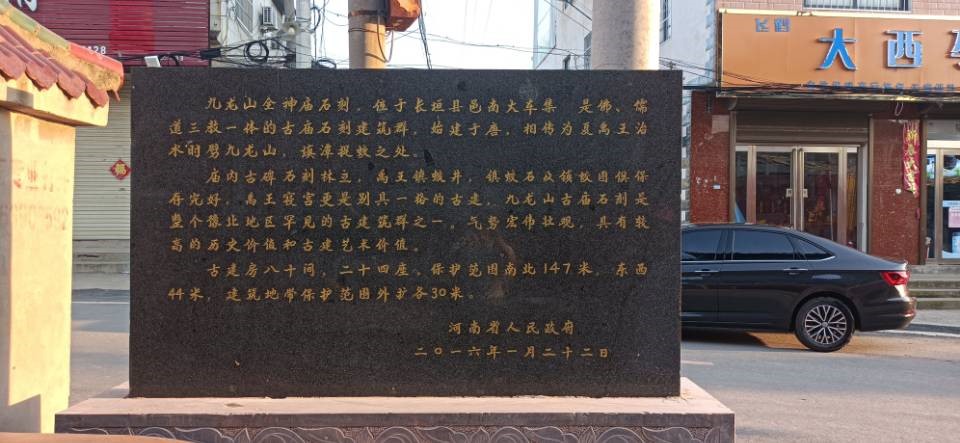 九龙山全神庙石刻，位于长垣县邑南大车集 是佛、儒
道三教一体的古庙石刻建筑群，始建于唐，相传为夏禹王治
水时劈九龙山，填潭捉蚊之处。
庙内古碑石刻林立，禹王镇蛟井，镇蛟石及镇蛟图俱保
存完好，禹王寝宫更是别具一格的古建，九龙山古庙石刻是
整个豫北地区罕见的古建筑群之一。气势宏伟壮观，具有较
高的历史价值和古建艺术价值。
古建房八十间，二十四座、保护范围南北147米，东西
44米，建筑地带保护范围外扩各30米。
河南省人民政府
二〇一六年一月二十二日
飞鹤
大西